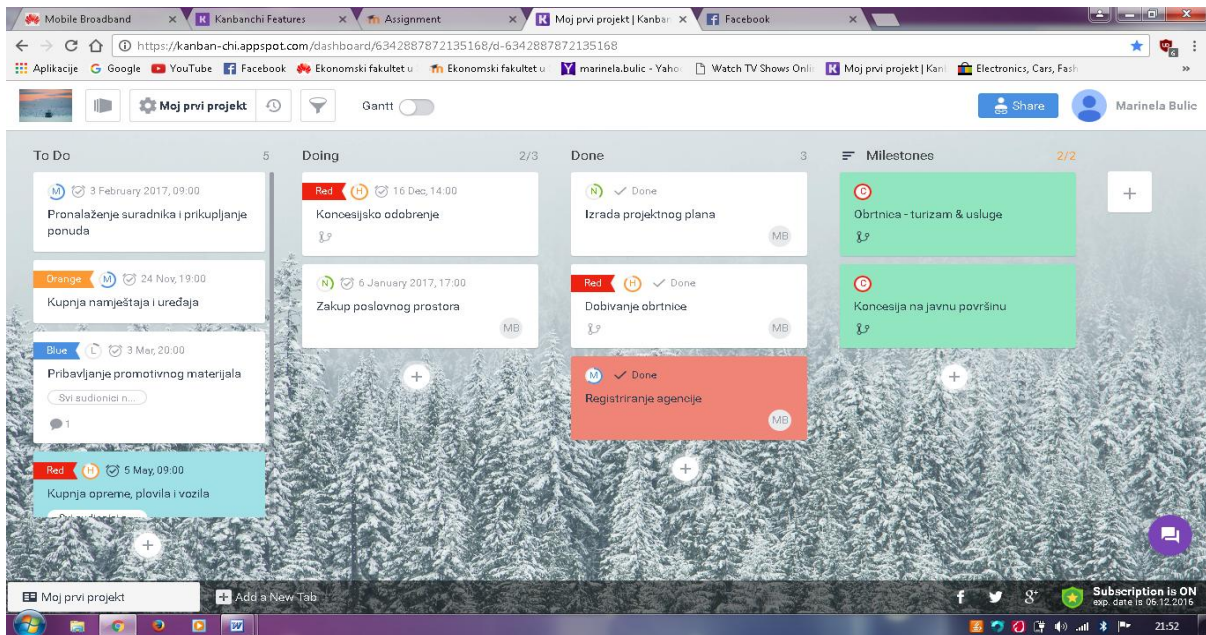 Mobile Broadband
Kanbanchi Features
Assignment
Moj prvi projekt | Kanban
Facebook
https://kanban-chi.appspot.com/dashboard/6342887872135168/d-6342887872135168
Aplikacije
Google
YouTube
Facebook
Ekonomski fakultet u
Ekonomski fakultet u
marinela.bulic - Yaho
Watch TV Shows Onli
Moj prvi projekt | Kan
Electronics, Cars, Fash
»
Moj prvi projekt
Gantt
Share
Marinela Bulic
To Do 5
M 3 February 2017, 09:00
Pronalaženje suradnika i prikupljanje
ponuda
Orange M 24 Nov, 19:00
Kupnja namještaja i uređaja
Blue L 3 Mar, 20:00
Pribavljanje promotivnog materijala
Svi sudionici n...
1
Red H 5 May, 09:00
Kupnja opreme, plovila i vozila
Svi sudionici n...
+
Doing 2/3
Red H 16 Dec, 14:00
Koncesijsko odobrenje
N 6 January 2017, 17:00
Zakup poslovnog prostora
MB
+
Done 3
N Done
Izrada projektnog plana
MB
Red H Done
Dobivanje obrtnice
MB
M Done
Registriranje agencije
MB
+
Milestones 2/2
C
Obrtnica - turizam & usluge
C
Koncesija na javnu površinu
+
+
Moj prvi projekt
Add a New Tab
Subscription is ON
exp. date is 06.12.2016
21:52